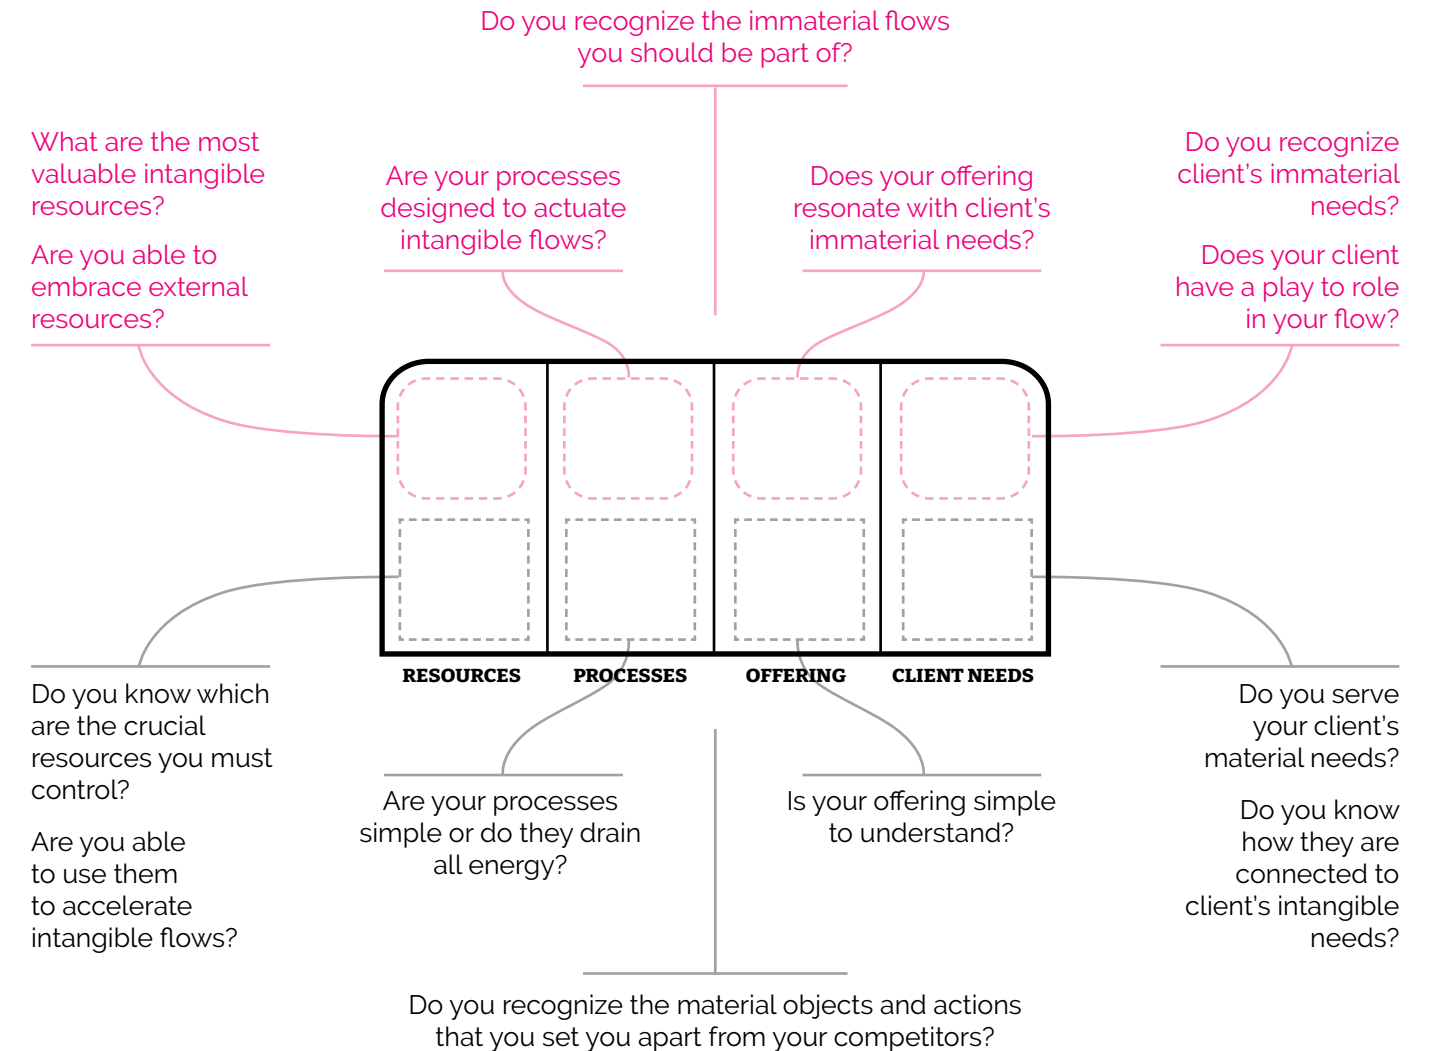 Do you recognize the immaterial flows
you should be part of?
What are the most
valuable intangible
resources?
Are you able to
embrace external
resources?
Are your processes
designed to actuate
intangible flows?
Does your offering
resonate with client's
immaterial needs?
Do you recognize
client's immaterial
needs?
Does your client
have a play to role
in your flow?
RESOURCES
PROCESSES
OFFERING
CLIENT NEEDS
Do you know which
are the crucial
resources you must
control?
Are you able
to use them
to accelerate
intangible flows?
Are your processes
simple or do they drain
all energy?
Is your offering simple
to understand?
Do you serve
your client's
material needs?
Do you know
how they are
connected to
client's intangible
needs?
Do you recognize the material objects and actions
that you set you apart from your competitors?